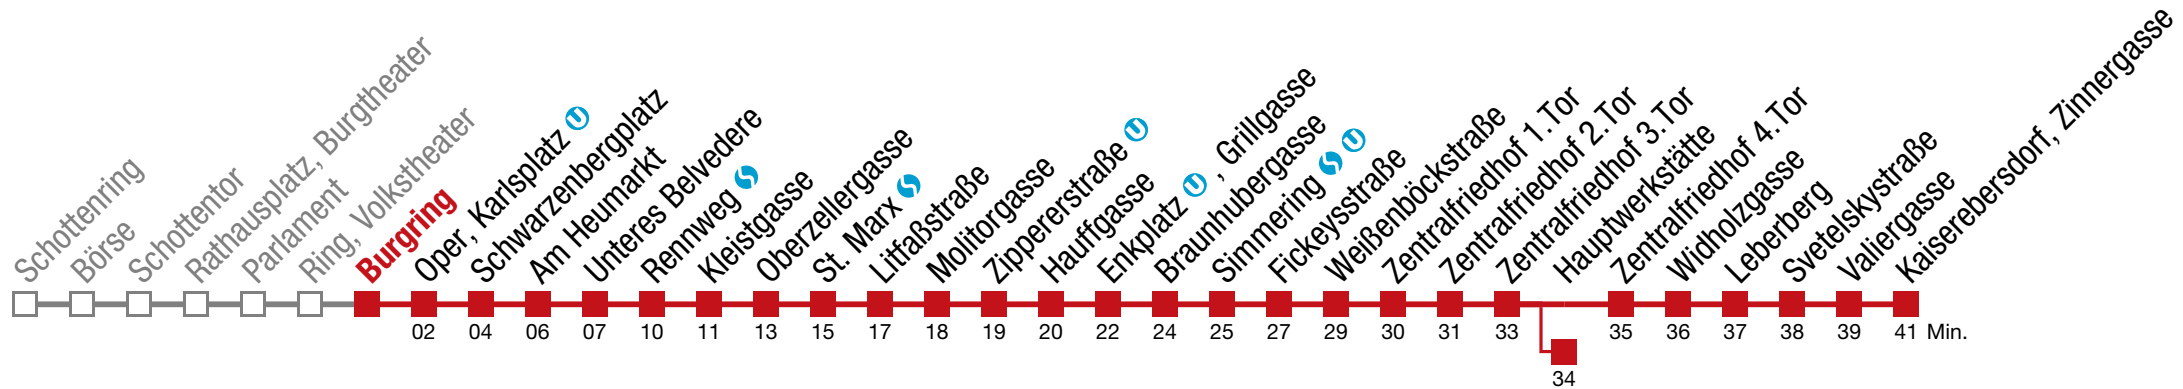 Schottenring
Börse
Schottentor
Rathausplatz, Burgtheater
Parlament
Ring, Volkstheater
Burgring
Oper, Karlsplatz U
Schwarzenbergplatz
Am Heumarkt
Unteres Belvedere
Rennweg S
Kleistgasse
Oberzellergasse
St. Marx S
Litfaßstraße
Molitorgasse
Zippererstraße U
Hauffgasse
Enkplatz U , Grillgasse
Braunhubergasse
Simmering S U
Fickeysstraße
Weißenböckstraße
Zentralfriedhof 1.Tor
Zentralfriedhof 2.Tor
Zentralfriedhof 3.Tor
Hauptwerkstätte
Zentralfriedhof 4.Tor
Widholzgasse
Leberberg
Svetelskystraße
Valiergasse
Kaiserebersdorf, Zinnergasse
02 04 06 07 10 11 13 15 17 18 19 20 22 24 25 27 29 30 31 33 35 36 37 38 39 41 Min.
34